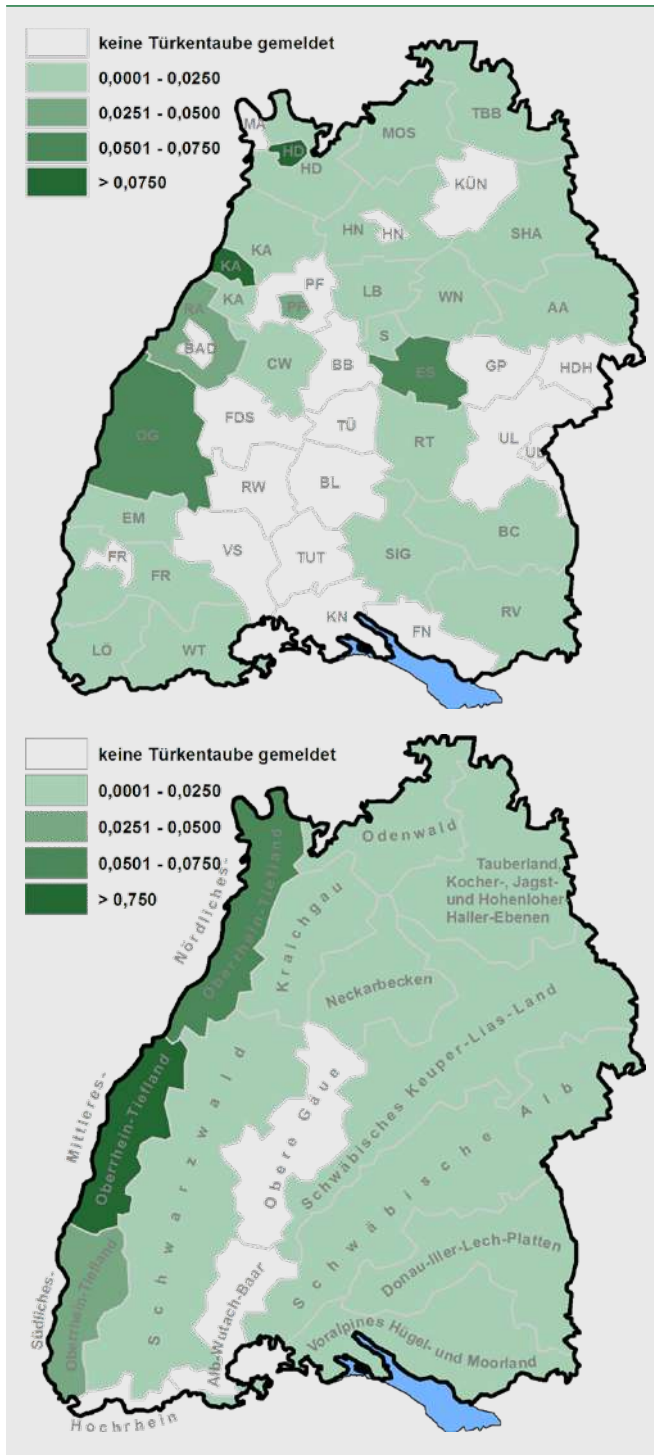 keine Türkentaube gemeldet
0,0001 - 0,0250
0,0251 - 0,0500
0,0501 - 0,0750
> 0,0750
MA
HD
HD
MOS
TBB
KÜN
HN
HN
SHA
KA
KA
KA
PF
PF
LB
WN
AA
RA
BAD
CW
BB
S
ES
GP
HDH
OG
FDS
TÜ
RT
UL
UL
RW
BL
EM
FR
FR
VS
TUT
SIG
BC
KN
FN
RV
LÖ
WT
keine Türkentaube gemeldet
0,0001 - 0,0250
0,0251 - 0,0500
0,0501 - 0,0750
> 0,750
Nördliches-
Oberrhein-Tiefland
Odenwald
Tauberland,
Kocher-, Jagst-
und Hohenloher
Haller-Ebenen
Kraichgau
Neckarbecken
Mittleres-
Oberrhein-Tiefland
Schwarzwald
Obere Gäue
Schwäbisches Keuper-Lias-Land
Schwäbische Alb
Südliches-
Oberrhein-Tiefland
Alb-Wutach-Baar
Donau-Iller-Lech-Platten
Voralpines Hügel- und Moorland
Hochrhein